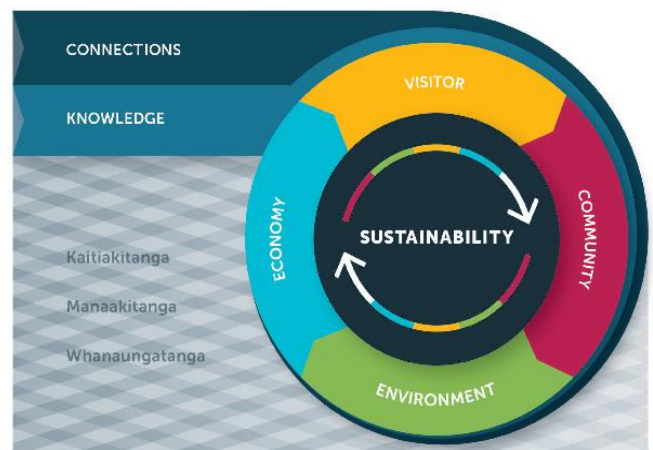 CONNECTIONS
KNOWLEDGE
Kaitiakitanga
Manaakitanga
Whanaungatanga
VISITOR
COMMUNITY
ENVIRONMENT
ECONOMY
SUSTAINABILITY